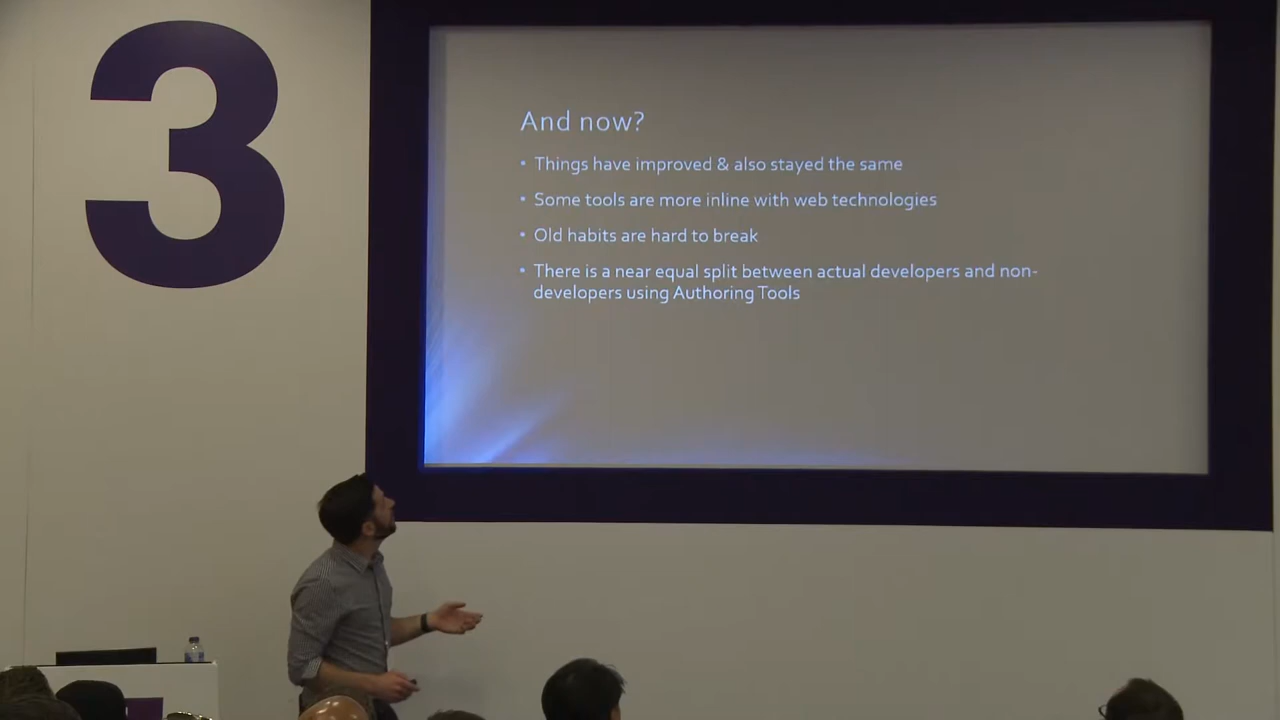 3
And now?
• Things have improved & also stayed the same
• Some tools are more inline with web technologies
• Old habits are hard to break
• There is a near equal split between actual developers and non-
developers using Authoring Tools